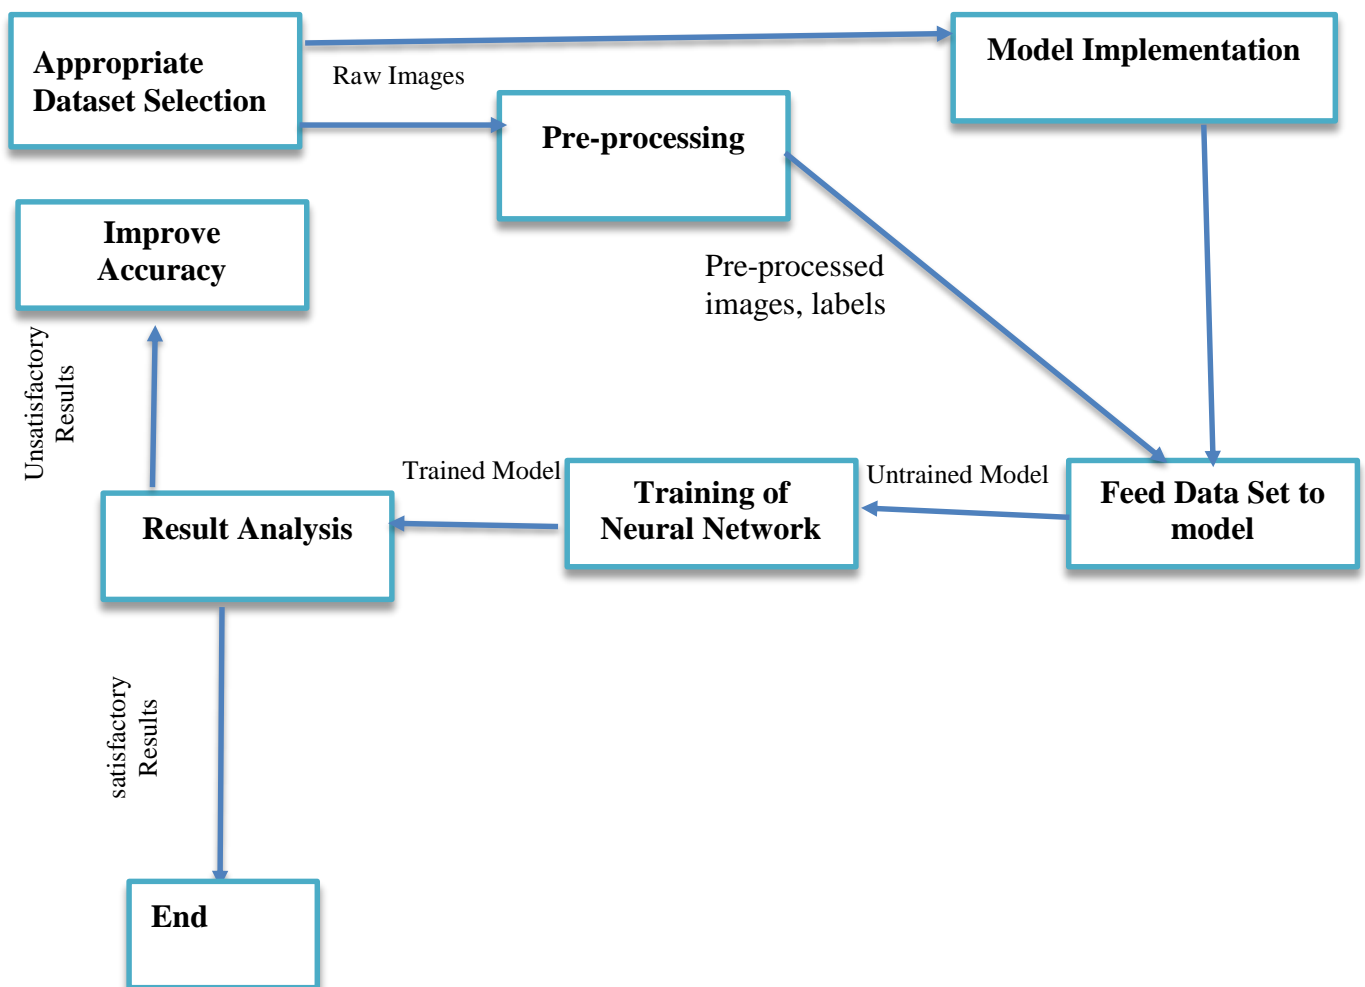 Appropriate
Dataset Selection
Raw Images
Model Implementation
Pre-processing
Improve
Accuracy
Pre-processed
images, labels
Unsatisfactory
Results
Trained Model
Untrained Model
Result Analysis
Training of
Neural Network
Feed Data Set to
model
satisfactory
Results
End